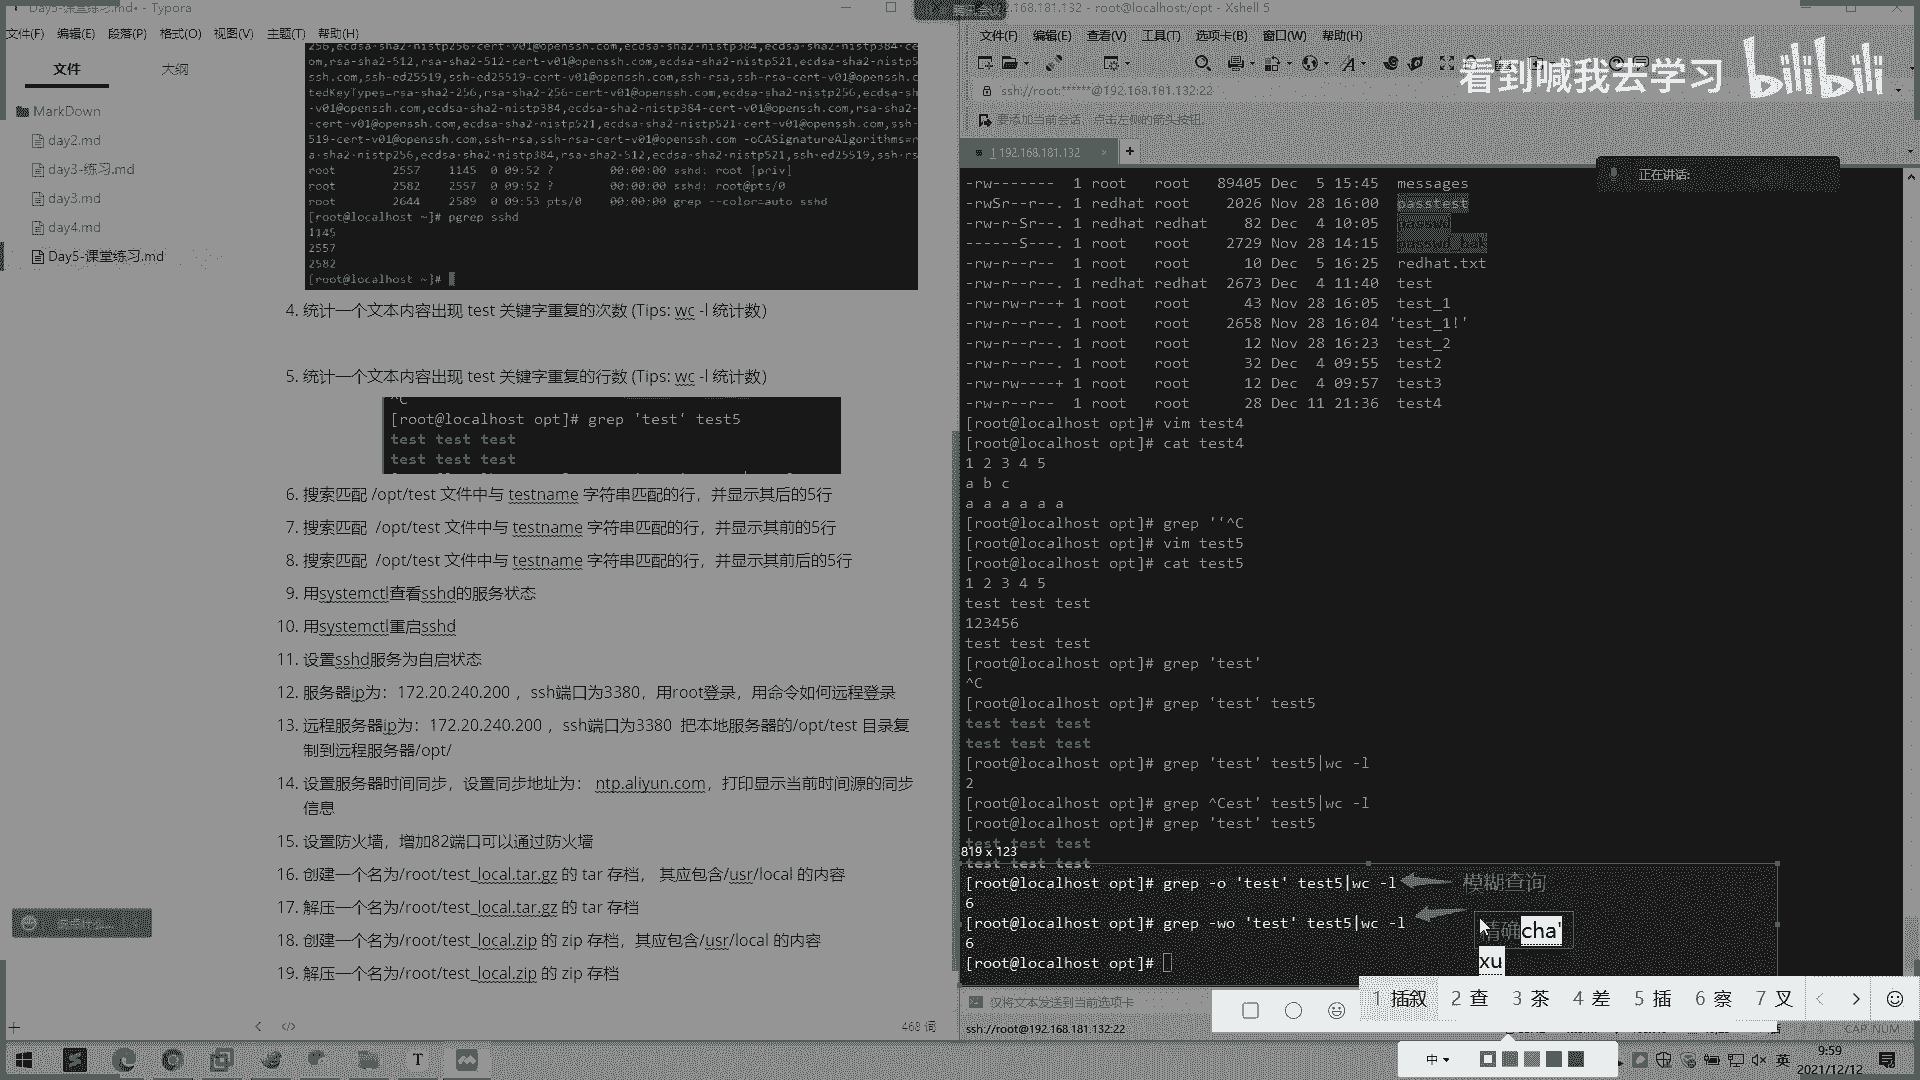 Day5-课堂练习.md - Typora
文件(F) 编辑(E) 段落(P) 格式(O) 视图(V) 主题(T) 帮助(H)
文件 大纲
MarkDown
day2.md
day3-练习.md
day3.md
day4.md
Day5-课堂练习.md
root 2557 1145 0 09:52 ? 00:00:00 sshd: root [priv]
root 2582 2557 0 09:52 ? 00:00:00 sshd: root@pts/0
root 2644 2589 0 09:53 pts/0 00:00:00 grep --color=auto sshd
[root@localhost ~]# pgrep sshd
1145
2557
2582
[root@localhost ~]#
4. 统计一个文本内容出现 test 关键字重复的次数 (Tips: wc -l 统计数)
5. 统计一个文本内容出现 test 关键字重复的行数 (Tips: wc -l 统计数)
^C
[root@localhost opt]# grep 'test' test5
test test test
test test test
6. 搜索匹配 /opt/test 文件中与 testname 字符串匹配的行，并显示其后的5行
7. 搜索匹配 /opt/test 文件中与 testname 字符串匹配的行，并显示其前的5行
8. 搜索匹配 /opt/test 文件中与 testname 字符串匹配的行，并显示其前后的5行
9. 用systemctl查看sshd的服务状态
10. 用systemctl重启sshd
11. 设置sshd服务为自启状态
12. 服务器ip为：172.20.240.200 ，ssh端口为3380，用root登录，用命令如何远程登录
13. 远程服务器ip为：172.20.240.200 ，ssh端口为3380 把本地服务器的/opt/test 目录复
制到远程服务器/opt/
14. 设置服务器时间同步，设置同步地址为： ntp.aliyun.com，打印显示当前时间源的同步
信息
15. 设置防火墙，增加82端口可以通过防火墙
16. 创建一个名为/root/test_local.tar.gz 的 tar 存档， 其应包含/usr/local 的内容
17. 解压一个名为/root/test_local.tar.gz 的 tar 存档
18. 创建一个名为/root/test_local.zip 的 zip 存档，其应包含/usr/local 的内容
19. 解压一个名为/root/test_local.zip 的 zip 存档
468 词
192.168.181.132 - root@localhost:/opt - Xshell 5
文件(F) 编辑(E) 查看(V) 工具(T) 选项卡(B) 窗口(W) 帮助(H)
看到喊我去学习 bilibili
ssh://root:******@192.168.181.132:22
要添加当前会话，点击左侧的箭头按钮。
1 192.168.181.132
正在讲话:
-rw------- 1 root root 89405 Dec 5 15:45 messages
-rwSr--r--. 1 redhat root 2026 Nov 28 16:00 passtest
-rw-r-S---. 1 redhat redhat 82 Dec 4 10:05 passwd
------S---. 1 root root 2729 Nov 28 14:15 passwd_bak
-rw-r--r--. 1 root root 10 Dec 5 16:25 redhat.txt
-rw-r--r--. 1 redhat redhat 2673 Dec 4 11:40 test
-rw-rw-r--+ 1 root root 43 Nov 28 16:05 test_1
-rw-r--r--. 1 root root 2658 Nov 28 16:04 'test_1!'
-rw-r--r--. 1 root root 12 Nov 28 16:23 test_2
-rw-r--r--. 1 root root 32 Dec 4 09:55 test2
-rw-rw----+ 1 root root 12 Dec 4 09:57 test3
-rw-r--r-- 1 root root 28 Dec 11 21:36 test4
[root@localhost opt]# vim test4
[root@localhost opt]# cat test4
1 2 3 4 5
a b c
a a a a a a
[root@localhost opt]# grep '‘^C
[root@localhost opt]# vim test5
[root@localhost opt]# cat test5
1 2 3 4 5
test test test
123456
test test test
[root@localhost opt]# grep 'test'
^C
[root@localhost opt]# grep 'test' test5
test test test
test test test
[root@localhost opt]# grep 'test' test5|wc -l
2
[root@localhost opt]# grep ^Cest' test5|wc -l
[root@localhost opt]# grep 'test' test5
test test test
819 x 123
test test test
[root@localhost opt]# grep -o 'test' test5|wc -l 模糊查询
6
[root@localhost opt]# grep -wo 'test' test5|wc -l 精确cha'
6
xu
[root@localhost opt]#
1 插叙 2 查 3 茶 4 差 5 插 6 察 7 叉
仅将文本发送到当前选项卡
ssh://root@192.168.181.132:22
CAP NUM
中
英
9:59
2021/12/12